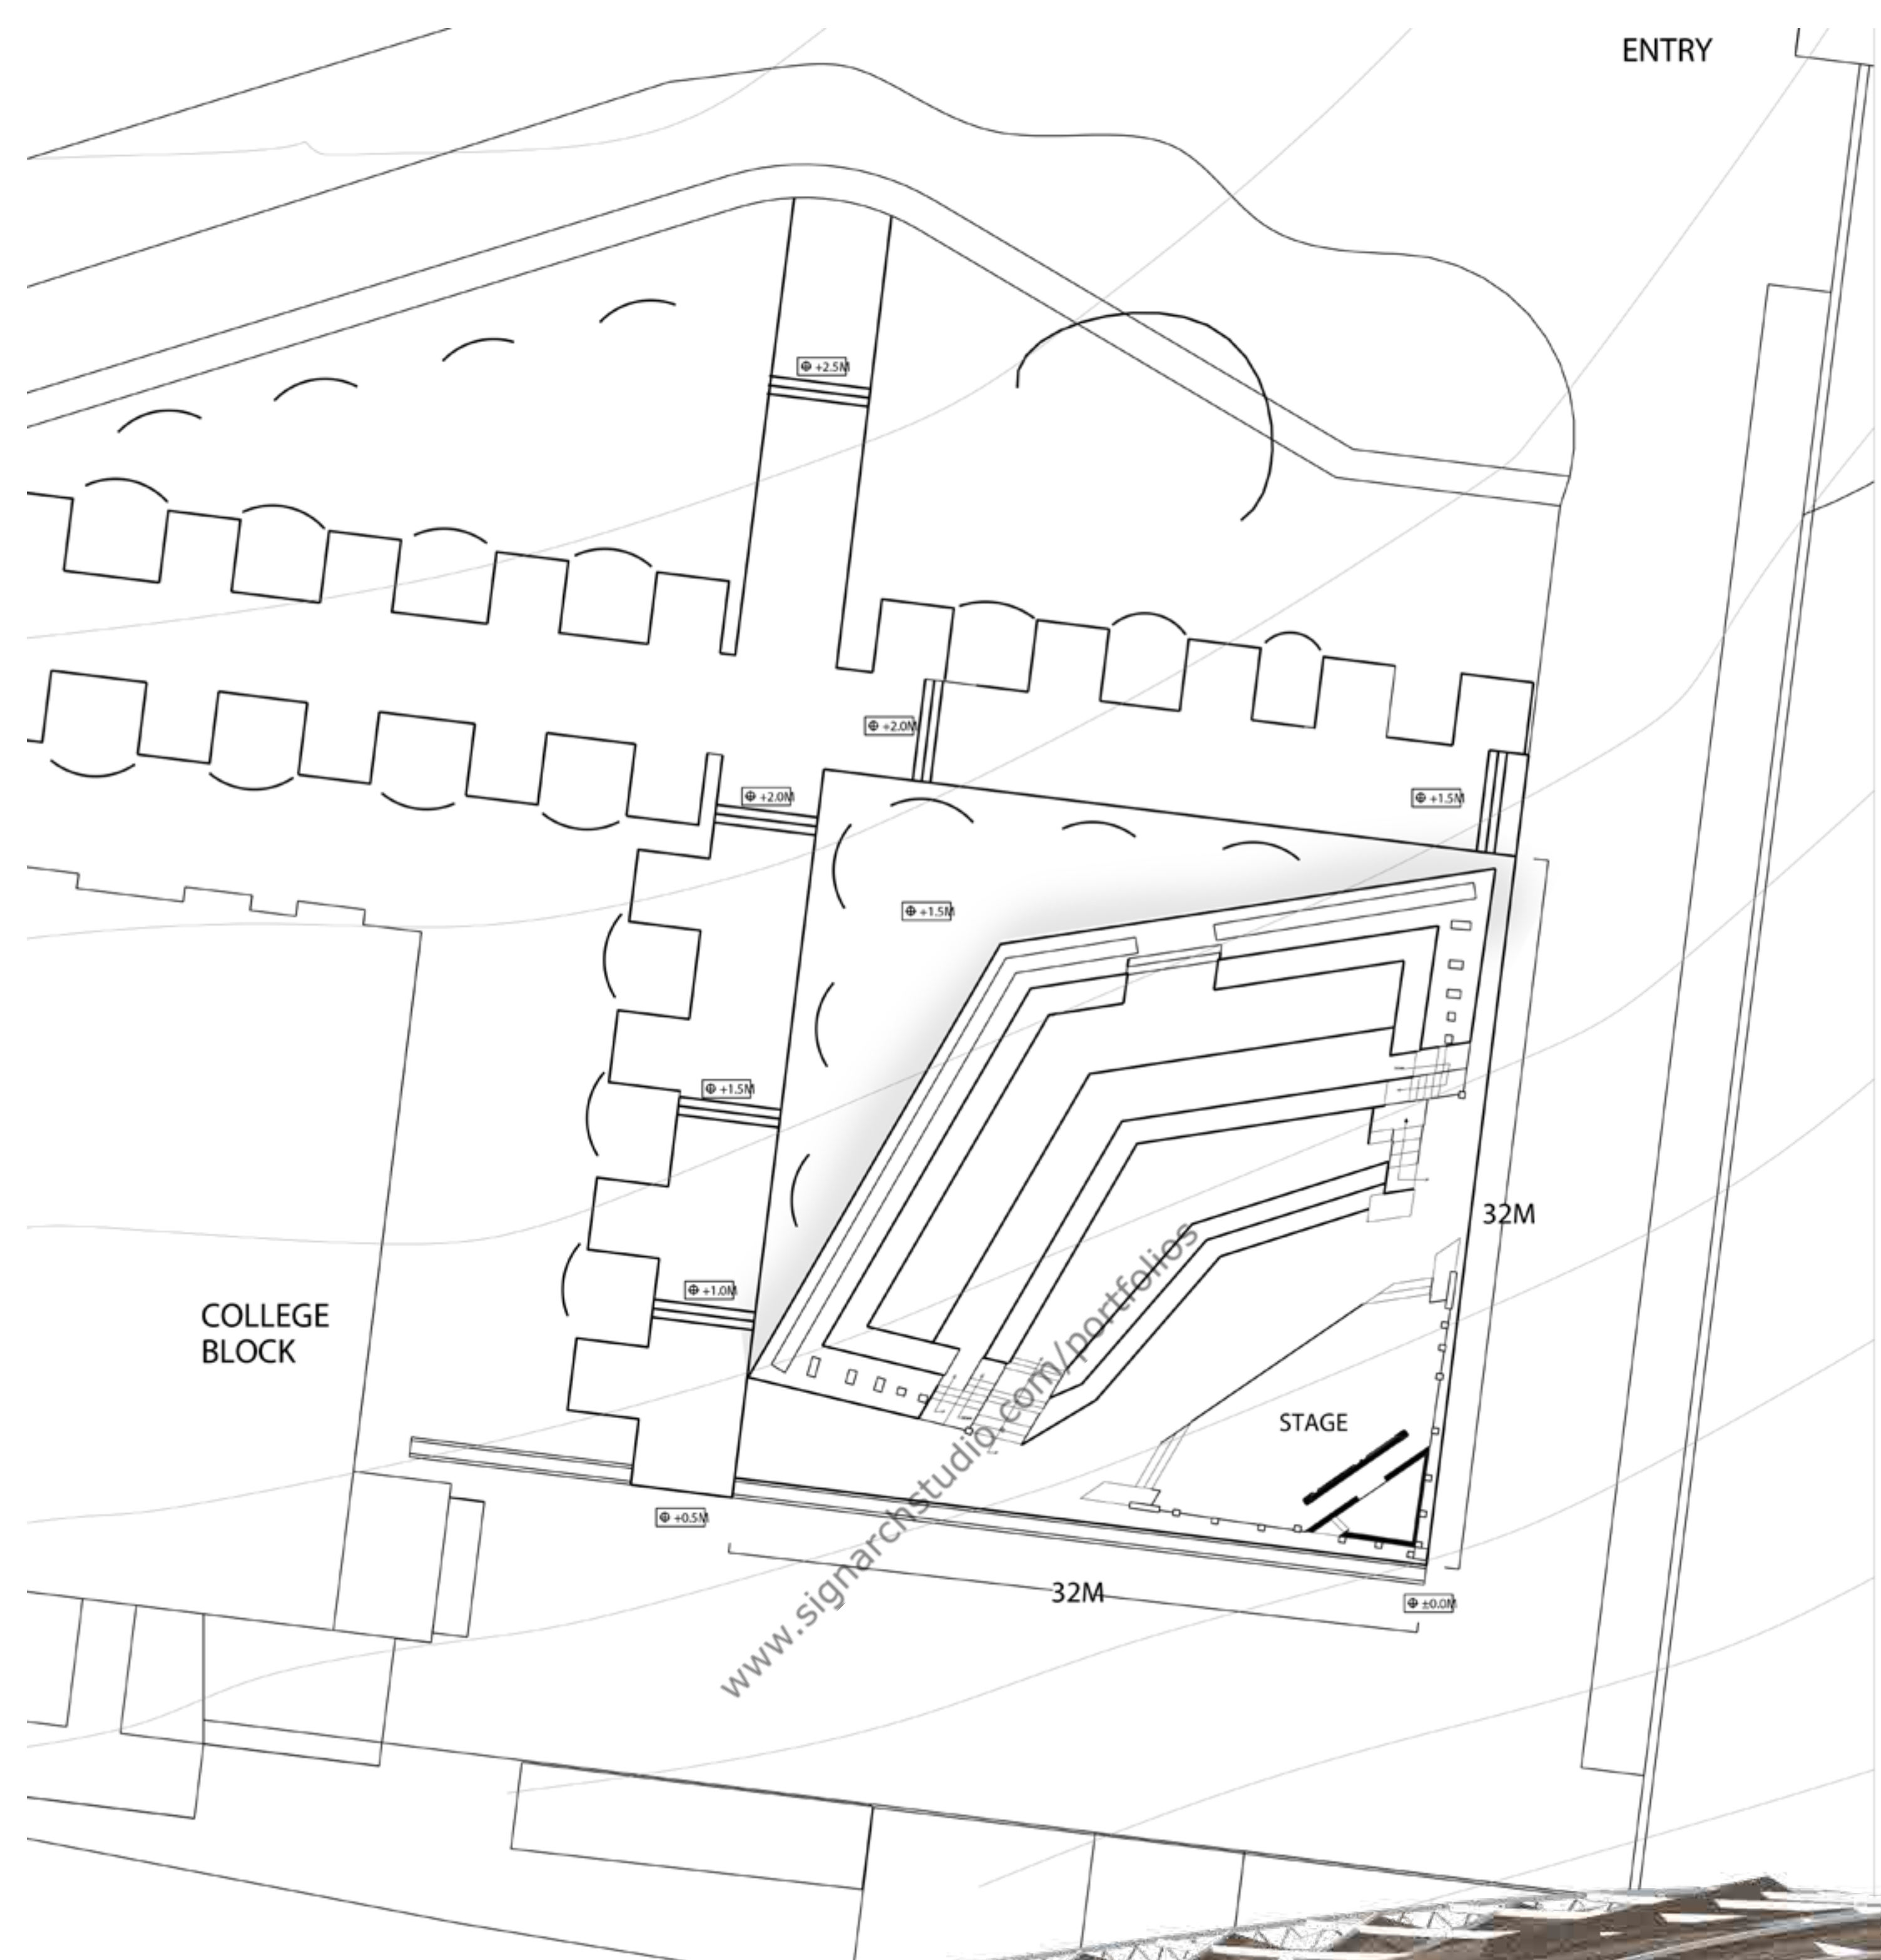 ENTRY
+2.5M
+2.0M
+2.0M
+1.5M
+1.5M
+1.5M
32M
+1.0M
COLLEGE
BLOCK
STAGE
+0.5M
32M
±0.0M
www.signarchstudio.com/portfolios